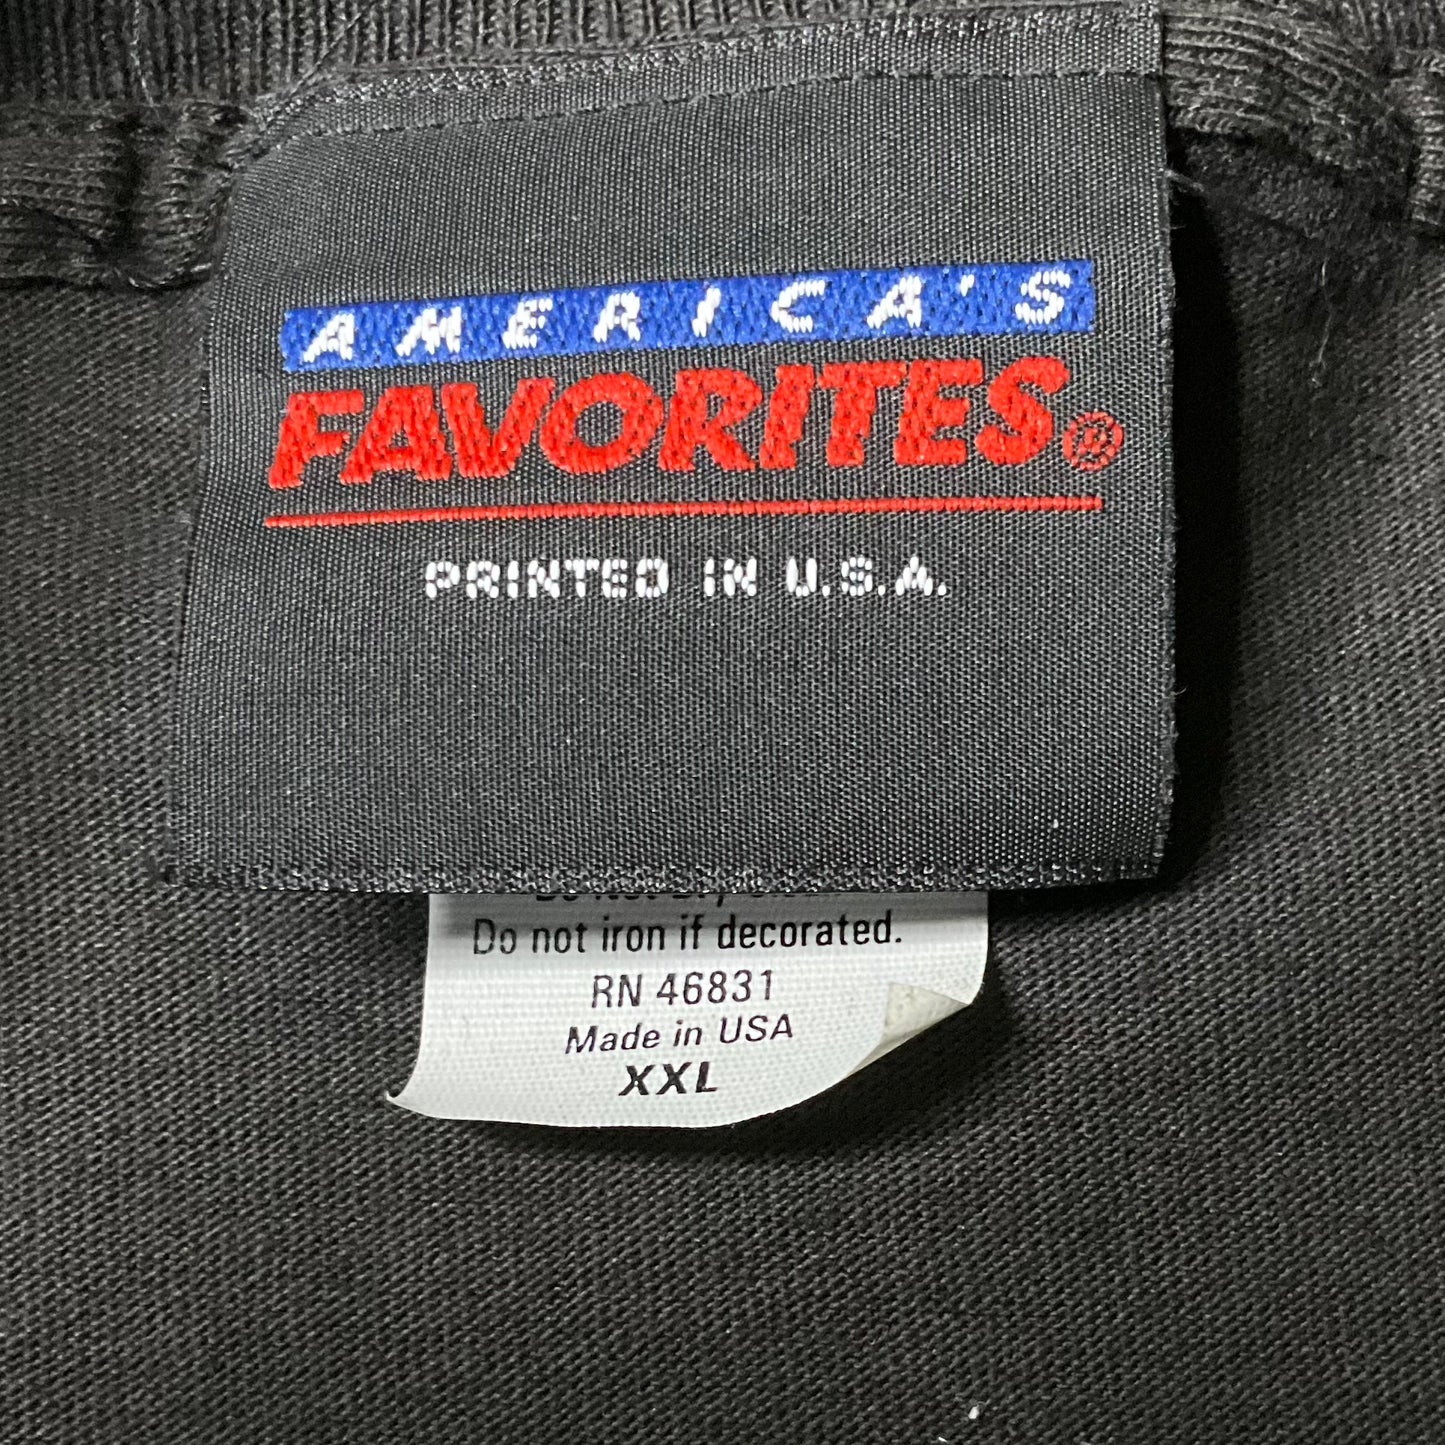 AMERICA'S
FAVORITES®
PRINTED IN U.S.A.
Do not iron if decorated.
RN 46831
Made in USA
XXL